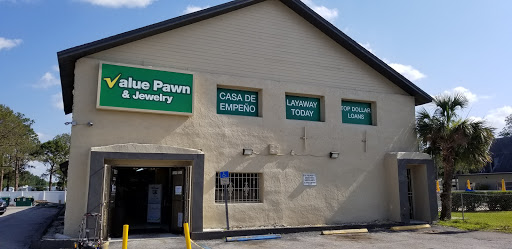 Value Pawn
& Jewelry
CASA DE
EMPEÑO
LAYAWAY
TODAY
TOP DOLLAR
LOANS